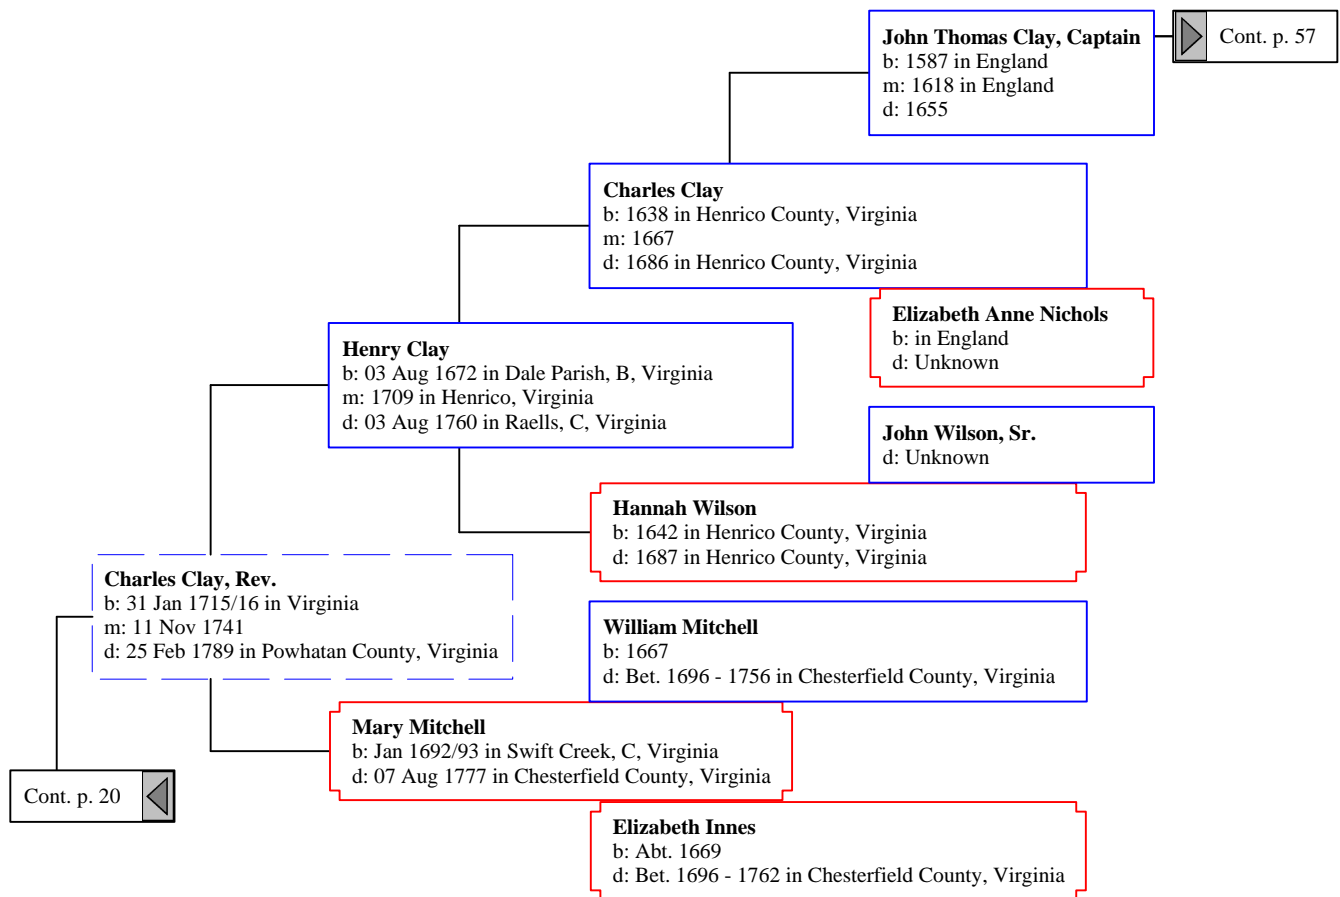 John Thomas Clay, Captain
b: 1587 in England
m: 1618 in England
d: 1655
Cont. p. 57
Charles Clay
b: 1638 in Henrico County, Virginia
m: 1667
d: 1686 in Henrico County, Virginia
Elizabeth Anne Nichols
b: in England
d: Unknown
Henry Clay
b: 03 Aug 1672 in Dale Parish, B, Virginia
m: 1709 in Henrico, Virginia
d: 03 Aug 1760 in Raells, C, Virginia
John Wilson, Sr.
d: Unknown
Hannah Wilson
b: 1642 in Henrico County, Virginia
d: 1687 in Henrico County, Virginia
Charles Clay, Rev.
b: 31 Jan 1715/16 in Virginia
m: 11 Nov 1741
d: 25 Feb 1789 in Powhatan County, Virginia
William Mitchell
b: 1667
d: Bet. 1696 - 1756 in Chesterfield County, Virginia
Mary Mitchell
b: Jan 1692/93 in Swift Creek, C, Virginia
d: 07 Aug 1777 in Chesterfield County, Virginia
Cont. p. 20
Elizabeth Innes
b: Abt. 1669
d: Bet. 1696 - 1762 in Chesterfield County, Virginia